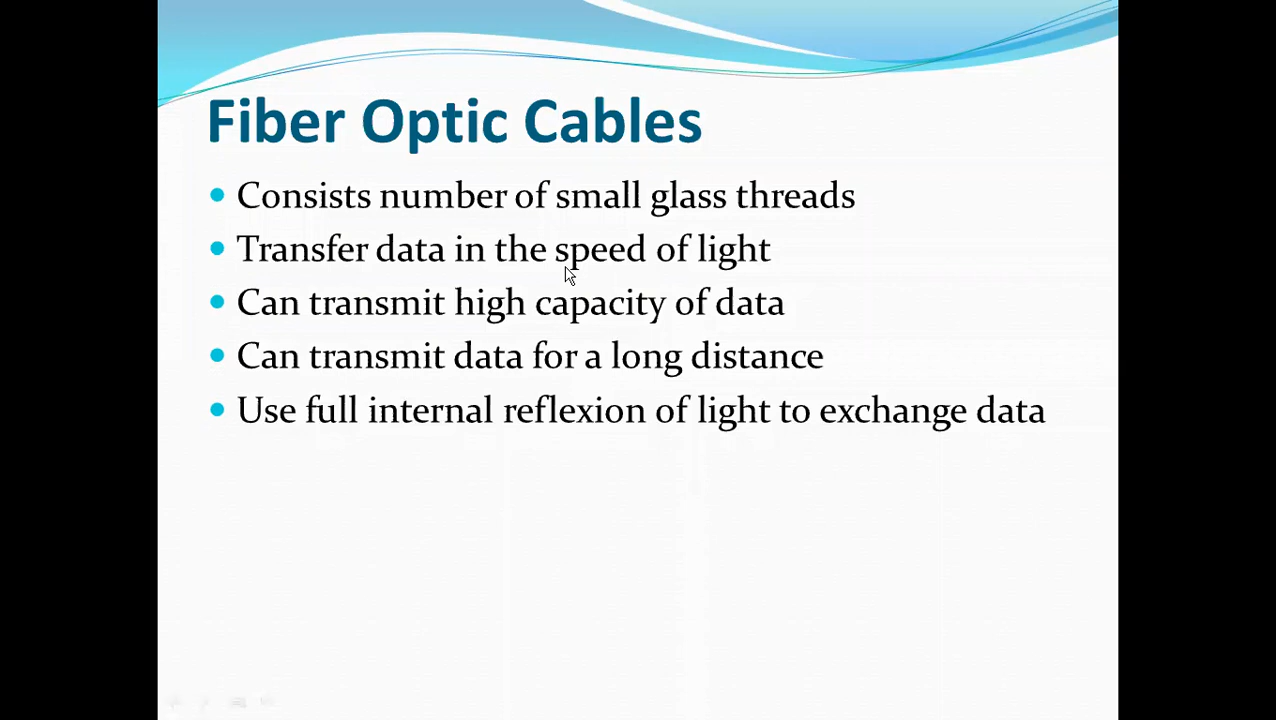 Fiber Optic Cables
Consists number of small glass threads
Transfer data in the speed of light
Can transmit high capacity of data
Can transmit data for a long distance
Use full internal reflexion of light to exchange data